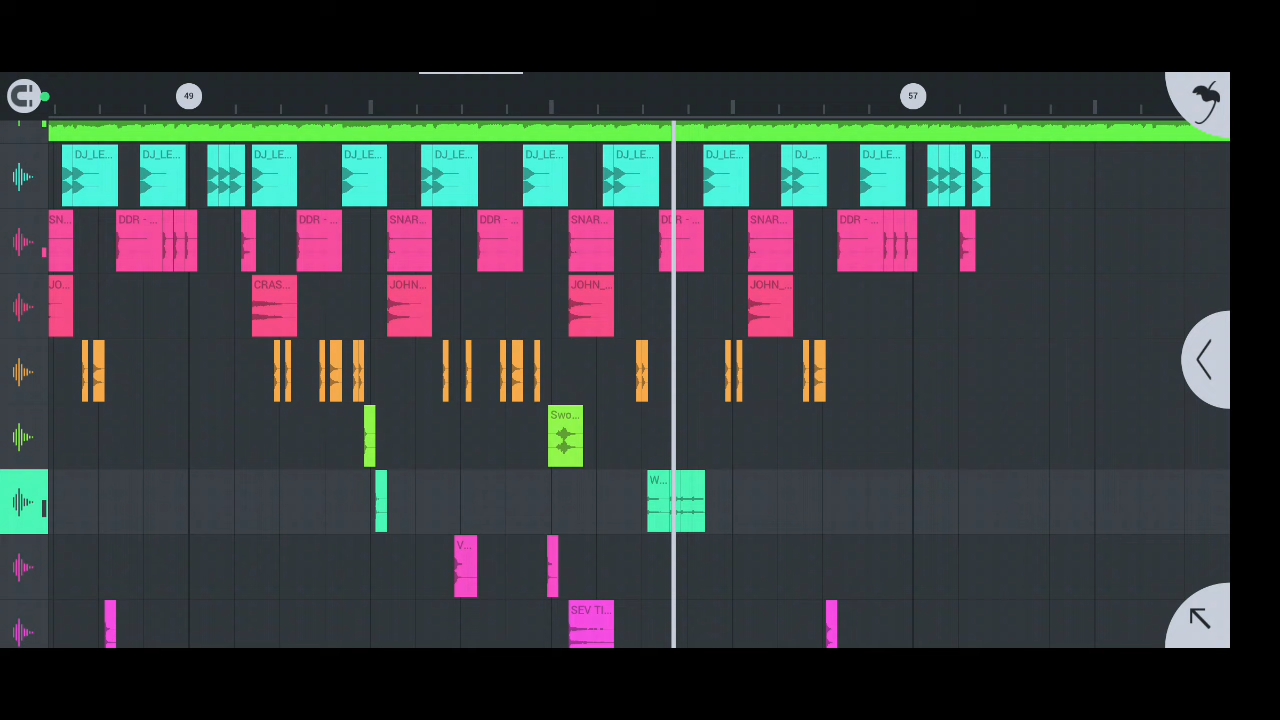 49 57
DJ_LE... DJ_LE... DJ_LE... DJ_LE... DJ_LE... DJ_LE... DJ_LE... DJ_LE... DJ_... DJ_LE... D...
SN... DDR - ... DDR - ... SNAR... DDR - ... SNAR... DDR - ... SNAR... DDR - ...
JO... CRAS... JOHN... JOHN_... JOHN_...
Swo...
W...
V...
SEV TI...